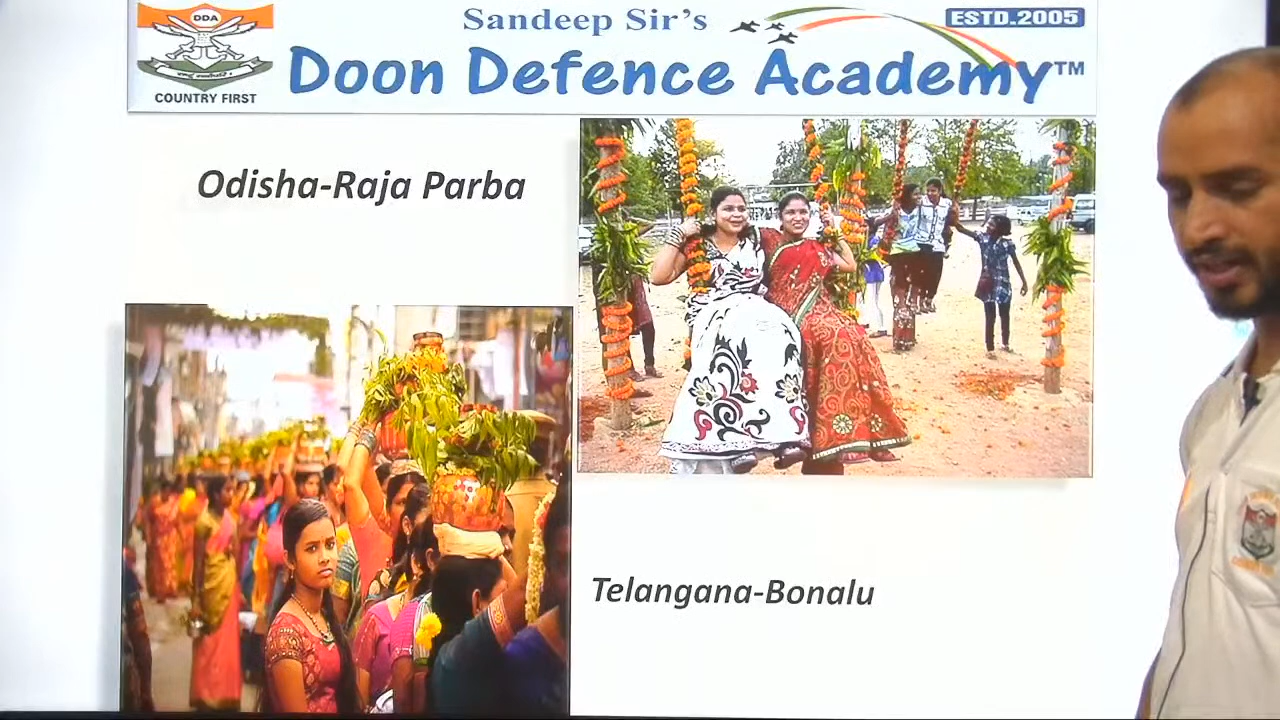 DDA
COUNTRY FIRST
Sandeep Sir's
ESTD.2005
Doon Defence Academy™
Odisha-Raja Parba
Telangana-Bonalu